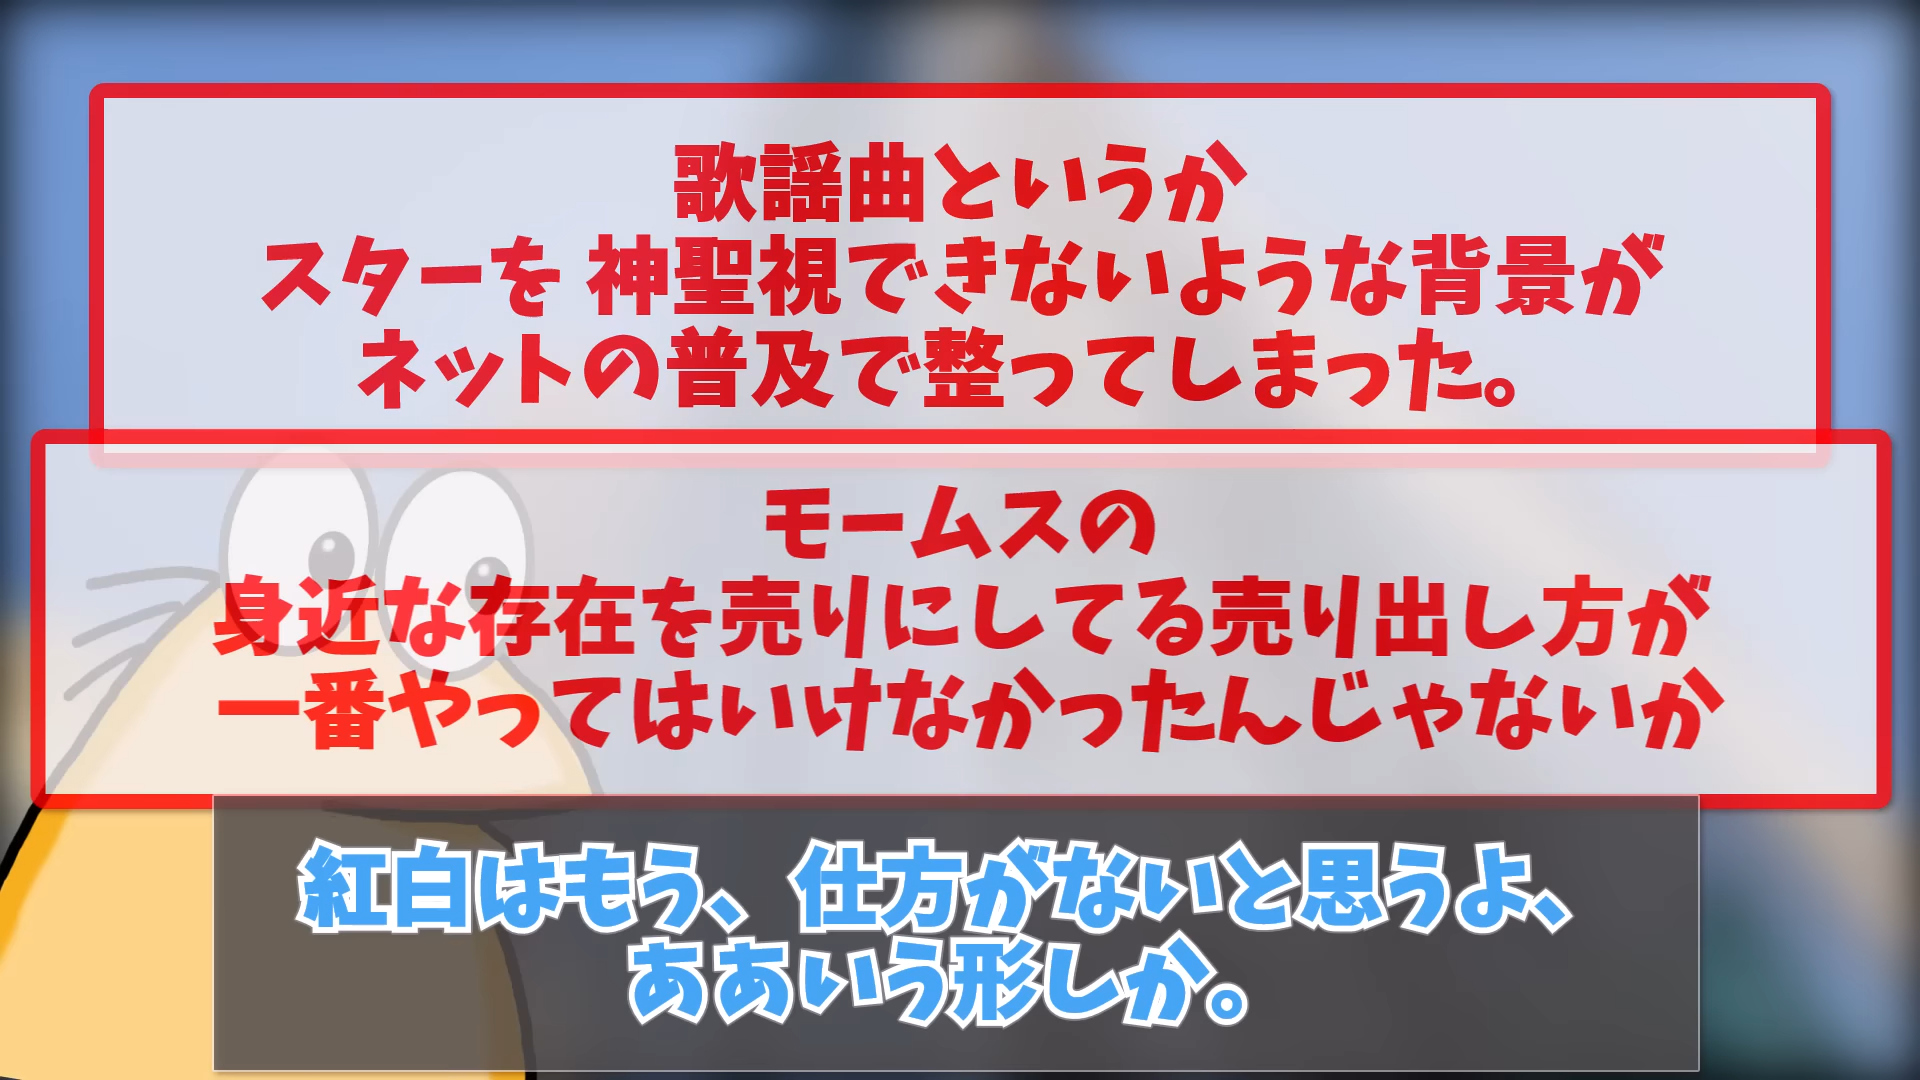 歌謡曲というか
スターを 神聖視できないような背景が
ネットの普及で整ってしまった。
モームスの
身近な存在を売りにしてる売り出し方が
一番やってはいけなかったんじゃないか
紅白はもう、仕方がないと思うよ、
ああいう形しか。